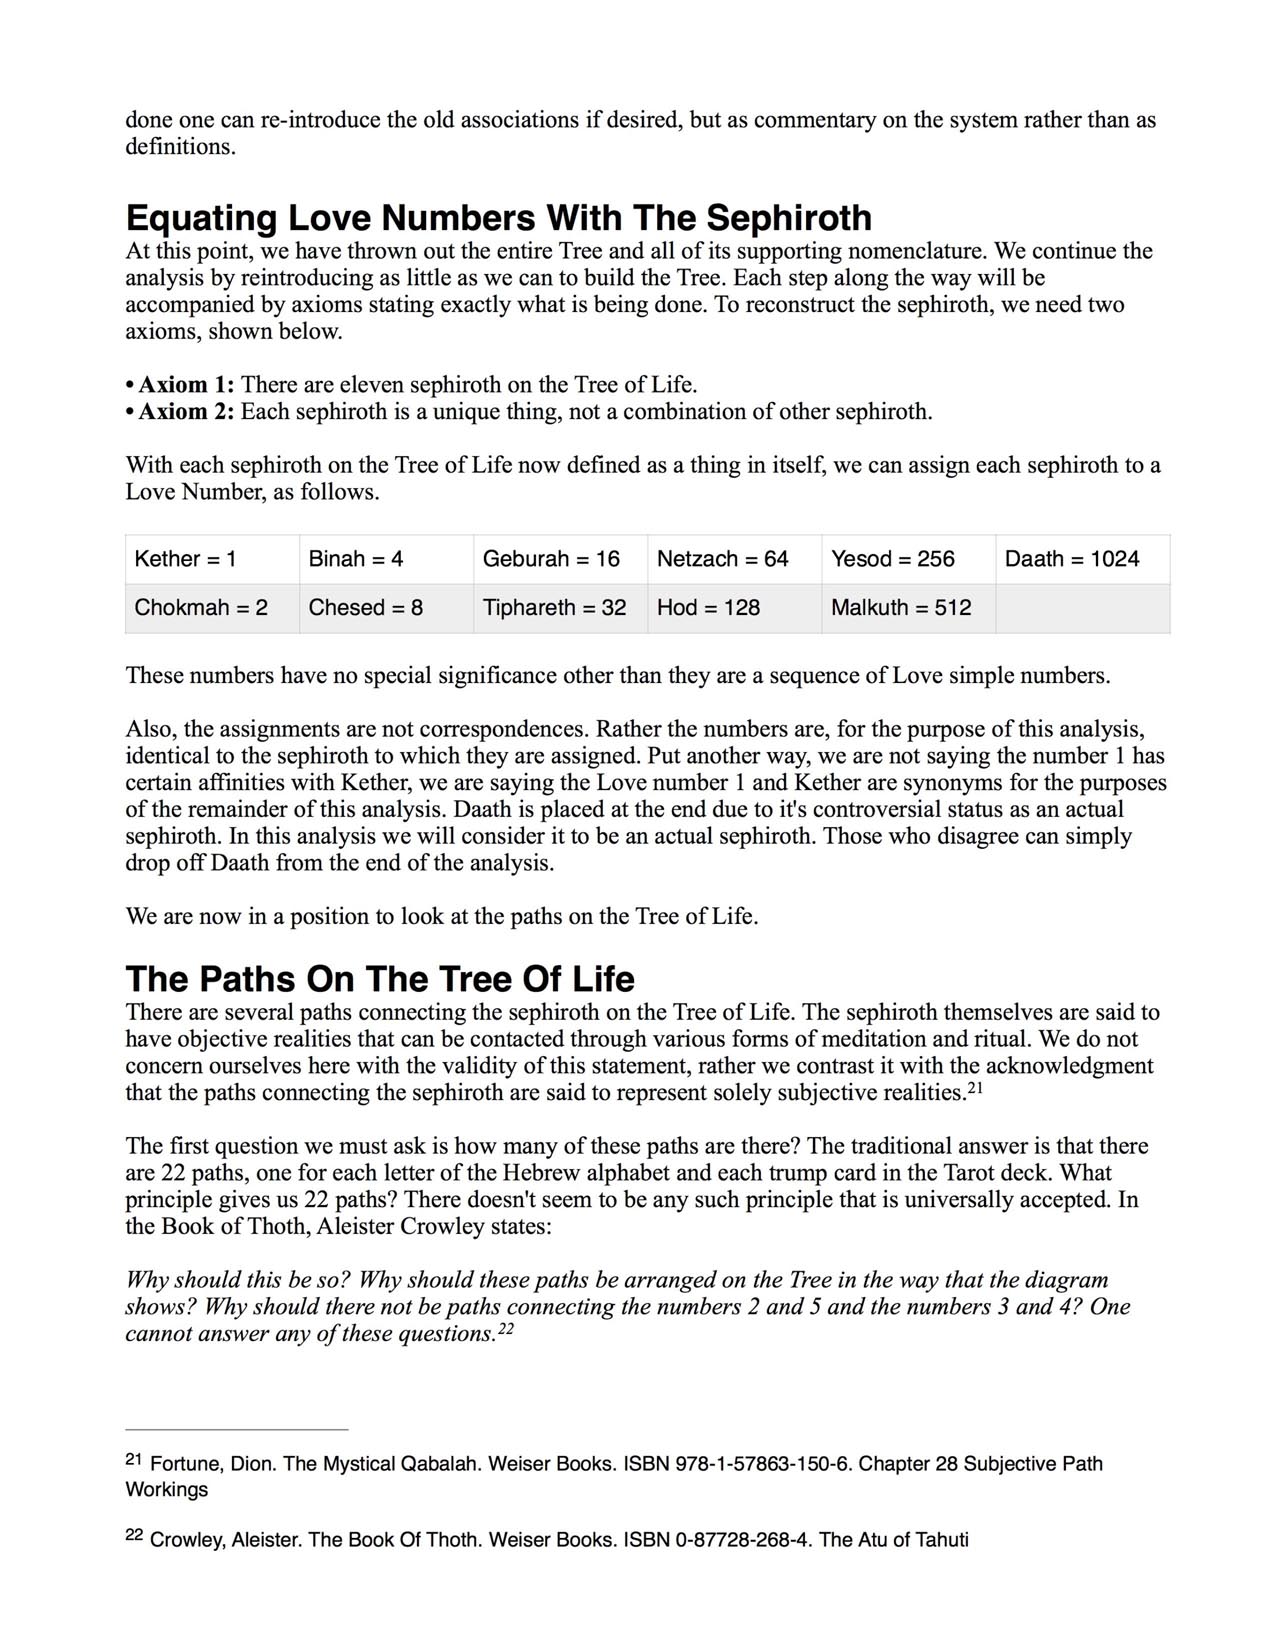 done one can re-introduce the old associations if desired, but as commentary on the system rather than as
definitions.
Equating Love Numbers With The Sephiroth
At this point, we have thrown out the entire Tree and all of its supporting nomenclature. We continue the
analysis by reintroducing as little as we can to build the Tree. Each step along the way will be
accompanied by axioms stating exactly what is being done. To reconstruct the sephiroth, we need two
axioms, shown below.
• Axiom 1: There are eleven sephiroth on the Tree of Life.
• Axiom 2: Each sephiroth is a unique thing, not a combination of other sephiroth.
With each sephiroth on the Tree of Life now defined as a thing in itself, we can assign each sephiroth to a
Love Number, as follows.
Kether = 1 Binah = 4 Geburah = 16 Netzach = 64 Yesod = 256 Daath = 1024
Chokmah = 2 Chesed = 8 Tiphareth = 32 Hod = 128 Malkuth = 512
These numbers have no special significance other than they are a sequence of Love simple numbers.
Also, the assignments are not correspondences. Rather the numbers are, for the purpose of this analysis,
identical to the sephiroth to which they are assigned. Put another way, we are not saying the number 1 has
certain affinities with Kether, we are saying the Love number 1 and Kether are synonyms for the purposes
of the remainder of this analysis. Daath is placed at the end due to it's controversial status as an actual
sephiroth. In this analysis we will consider it to be an actual sephiroth. Those who disagree can simply
drop off Daath from the end of the analysis.
We are now in a position to look at the paths on the Tree of Life.
The Paths On The Tree Of Life
There are several paths connecting the sephiroth on the Tree of Life. The sephiroth themselves are said to
have objective realities that can be contacted through various forms of meditation and ritual. We do not
concern ourselves here with the validity of this statement, rather we contrast it with the acknowledgment
that the paths connecting the sephiroth are said to represent solely subjective realities.21
The first question we must ask is how many of these paths are there? The traditional answer is that there
are 22 paths, one for each letter of the Hebrew alphabet and each trump card in the Tarot deck. What
principle gives us 22 paths? There doesn't seem to be any such principle that is universally accepted. In
the Book of Thoth, Aleister Crowley states:
Why should this be so? Why should these paths be arranged on the Tree in the way that the diagram
shows? Why should there not be paths connecting the numbers 2 and 5 and the numbers 3 and 4? One
cannot answer any of these questions.22
21 Fortune, Dion. The Mystical Qabalah. Weiser Books. ISBN 978-1-57863-150-6. Chapter 28 Subjective Path
Workings
22 Crowley, Aleister. The Book Of Thoth. Weiser Books. ISBN 0-87728-268-4. The Atu of Tahuti